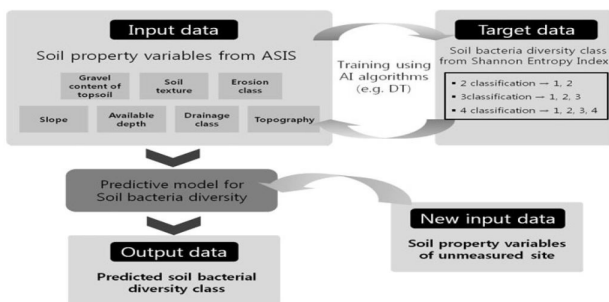 Input data
Soil property variables from ASIS
Gravel
content of
topsoil
Soil
texture
Erosion
class
Slope
Available
depth
Drainage
class
Topography
Training using
AI algorithms
(e.g. DT)
Target data
Soil bacteria diversity class
from Shannon Entropy Index
• 2 classification → 1, 2
• 3classification → 1, 2, 3
• 4 classification → 1, 2, 3, 4
Predictive model for
Soil bacteria diversity
New input data
Soil property variables
of unmeasured site
Output data
Predicted soil bacterial
diversity class